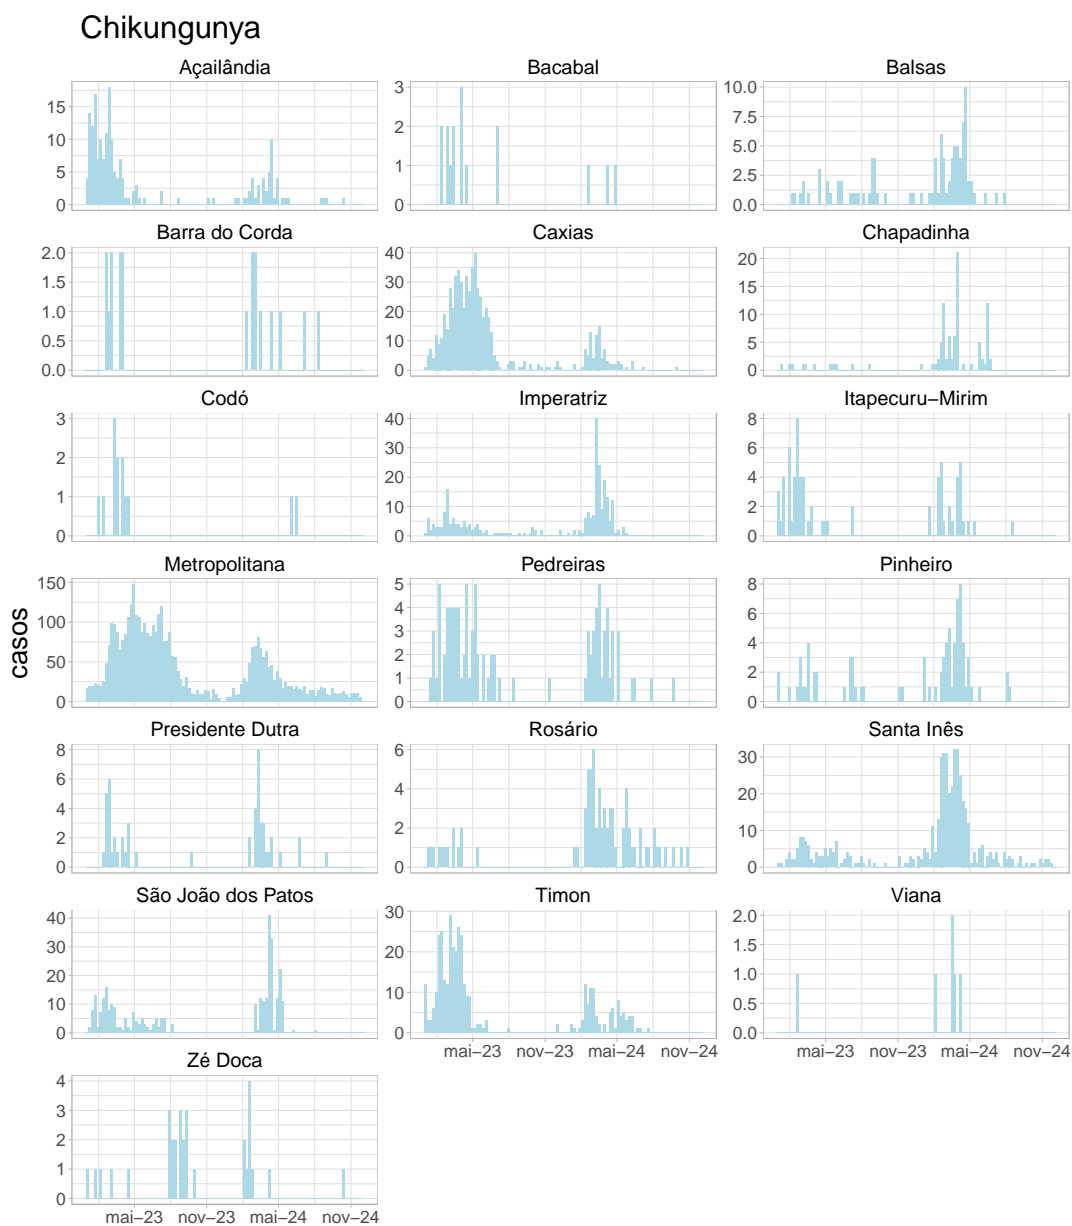 Chikungunya
Açailândia Bacabal Balsas
15 10 5 0
3 2 1 0
10.0 7.5 5.0 2.5 0.0
Barra do Corda Caxias Chapadinha
2.0 1.5 1.0 0.5 0.0
40 30 20 10 0
20 15 10 5 0
Codó Imperatriz Itapecuru−Mirim
3 2 1 0
40 30 20 10 0
8 6 4 2 0
Metropolitana Pedreiras Pinheiro
150 100 50 0
5 4 3 2 1 0
8 6 4 2 0
casos
Presidente Dutra Rosário Santa Inês
8 6 4 2 0
6 4 2 0
30 20 10 0
São João dos Patos Timon Viana
40 30 20 10 0
30 20 10 0
2.0 1.5 1.0 0.5 0.0
mai−23 nov−23 mai−24 nov−24
mai−23 nov−23 mai−24 nov−24
Zé Doca
4 3 2 1 0
mai−23 nov−23 mai−24 nov−24